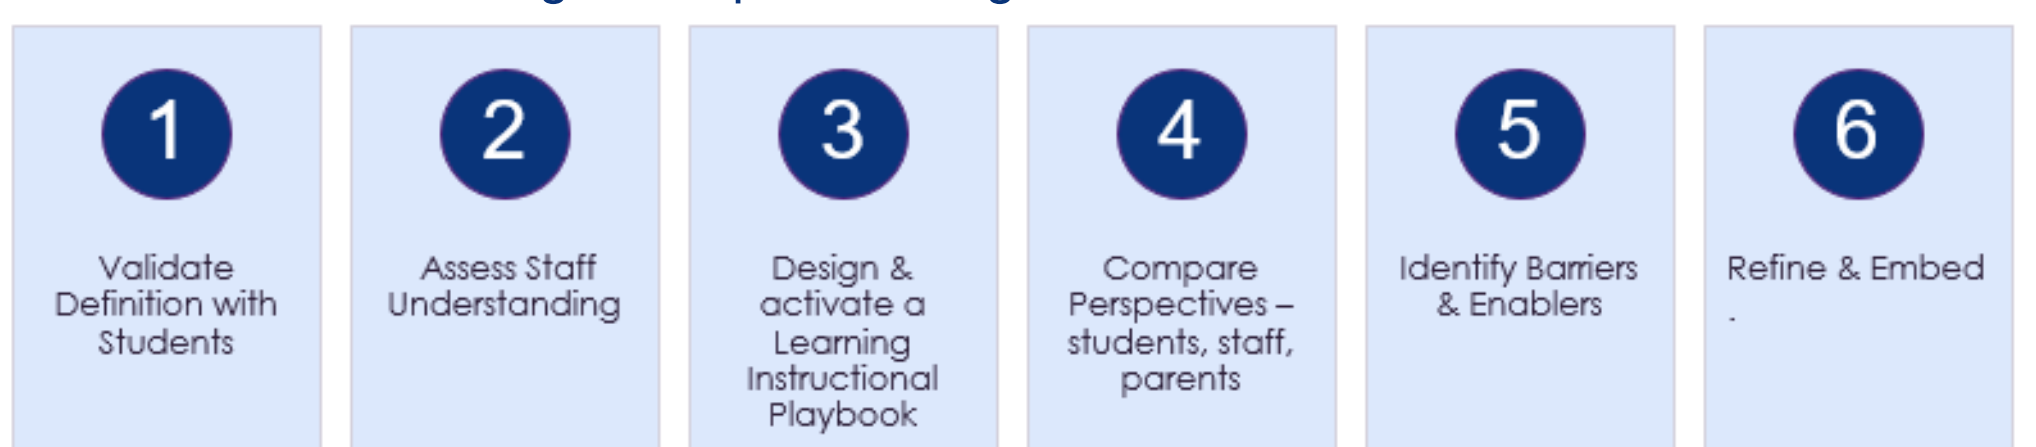 1
Validate
Definition with
Students
2
Assess Staff
Understanding
3
Design &
activate a
Learning
Instructional
Playbook
4
Compare
Perspectives –
students, staff,
parents
5
Identify Barriers
& Enablers
6
Refine & Embed
.